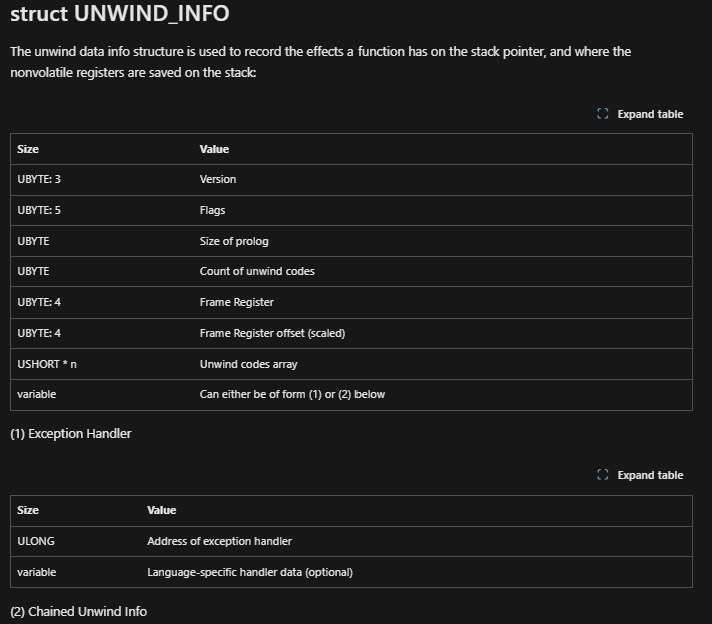 struct UNWIND_INFO
The unwind data info structure is used to record the effects a function has on the stack pointer, and where the
nonvolatile registers are saved on the stack:
Expand table
Size Value
UBYTE: 3 Version
UBYTE: 5 Flags
UBYTE Size of prolog
UBYTE Count of unwind codes
UBYTE: 4 Frame Register
UBYTE: 4 Frame Register offset (scaled)
USHORT * n Unwind codes array
variable Can either be of form (1) or (2) below
(1) Exception Handler
Expand table
Size Value
ULONG Address of exception handler
variable Language-specific handler data (optional)
(2) Chained Unwind Info